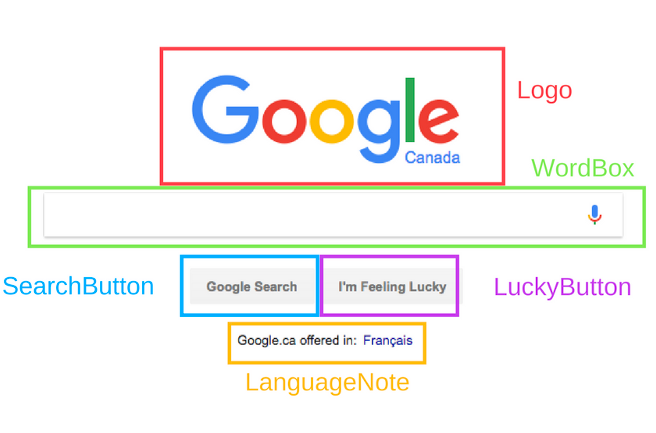 Google
Logo
Canada
WordBox
SearchButton
Google Search
I'm Feeling Lucky
LuckyButton
Google.ca offered in: Français
LanguageNote